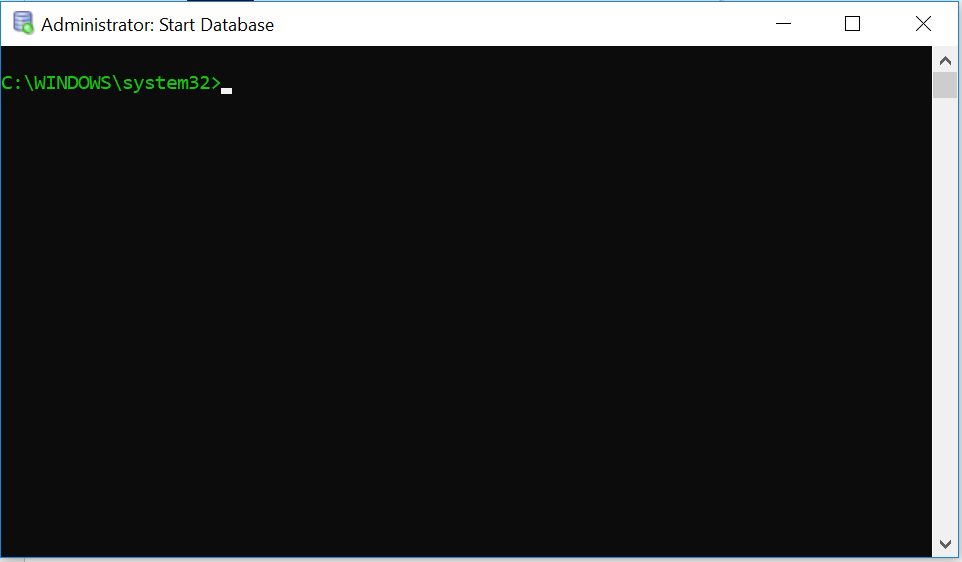 Administrator: Start Database
C:\WINDOWS\system32>